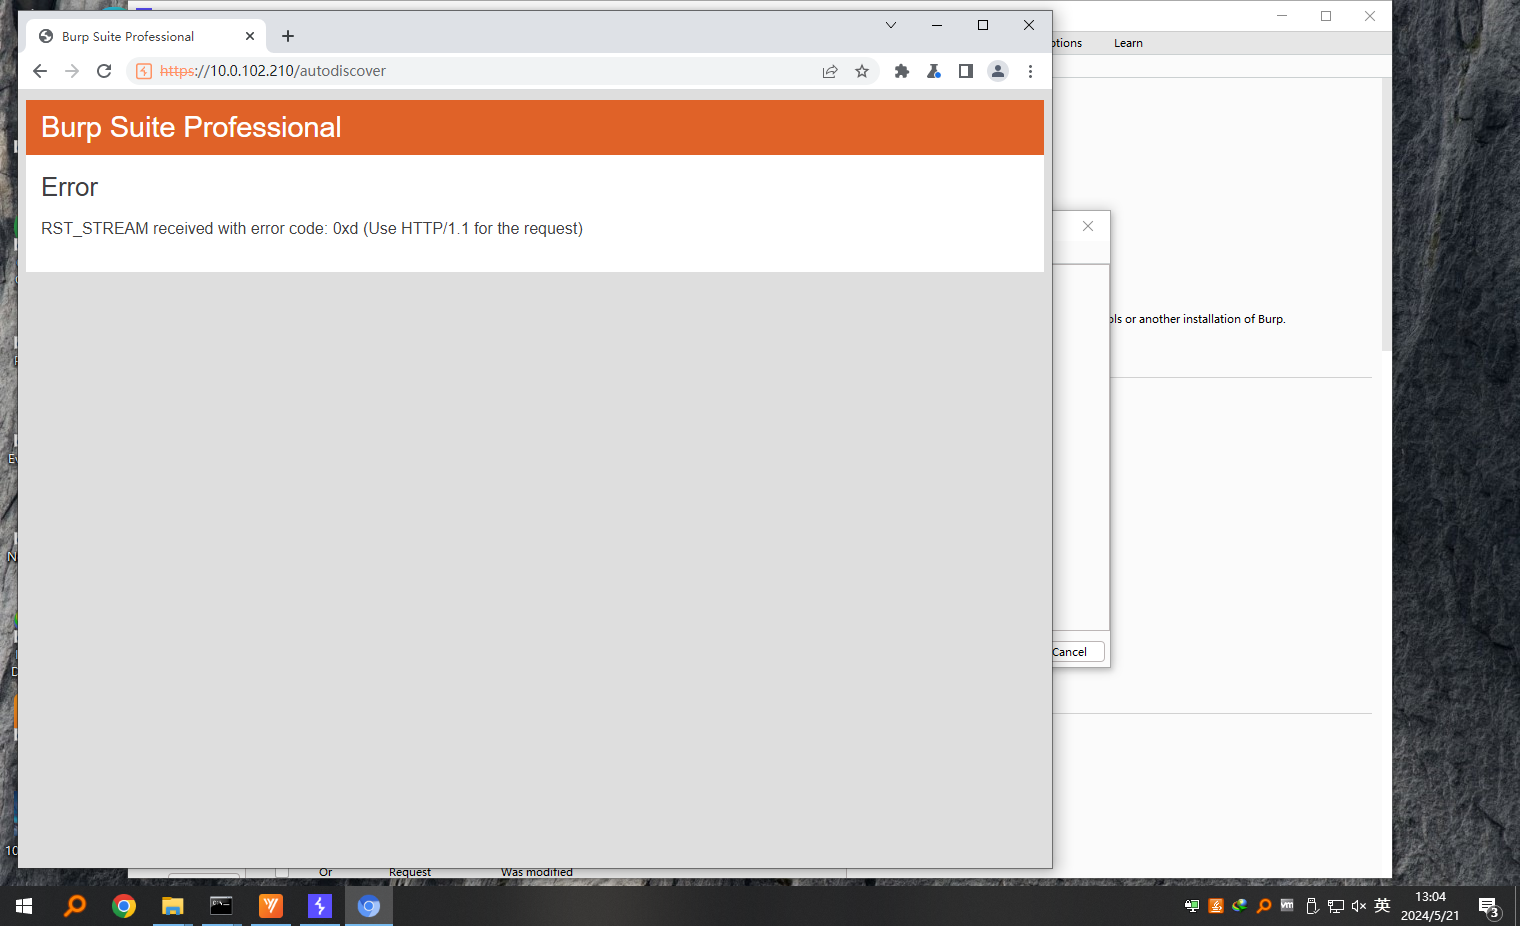 Burp Suite Professional
https://10.0.102.210/autodiscover
ptions Learn
Burp Suite Professional
Error
RST_STREAM received with error code: 0xd (Use HTTP/1.1 for the request)
ols or another installation of Burp.
Cancel
Or Request Was modified
英
13:04
2024/5/21
3